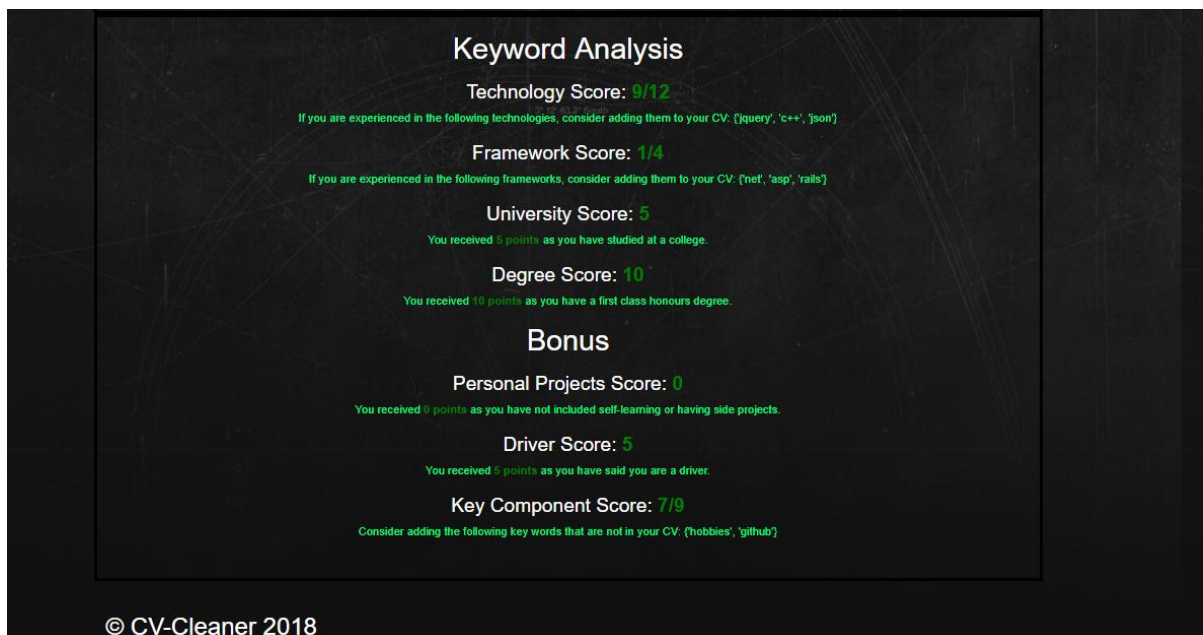 Keyword Analysis
Technology Score: 9/12
If you are experienced in the following technologies, consider adding them to your CV: {'jquery', 'c++', 'json'}
Framework Score: 1/4
If you are experienced in the following frameworks, consider adding them to your CV: {'net', 'asp', 'rails'}
University Score: 5
You received 5 points as you have studied at a college.
Degree Score: 10
You received 10 points as you have a first class honours degree.
Bonus
Personal Projects Score: 0
You received 0 points as you have not included self-learning or having side projects.
Driver Score: 5
You received 5 points as you have said you are a driver.
Key Component Score: 7/9
Consider adding the following key words that are not in your CV: {'hobbies', 'github'}
© CV-Cleaner 2018